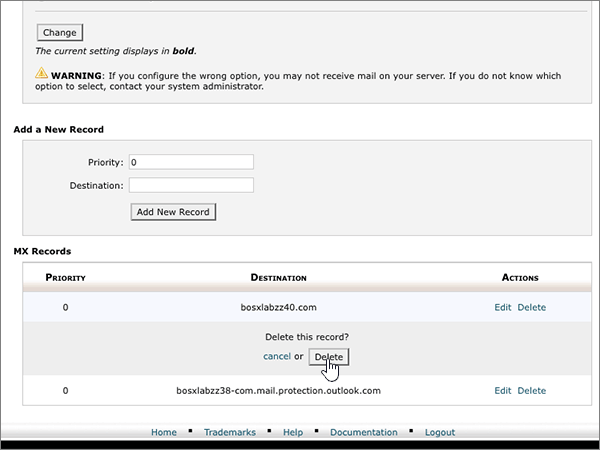 Change
The current setting displays in bold.
WARNING: If you configure the wrong option, you may not receive mail on your server. If you do not know which
option to select, contact your system administrator.
Add a New Record
Priority: 0
Destination:
Add New Record
MX Records
PRIORITY DESTINATION ACTIONS
0 bosxlabzz40.com Edit Delete
Delete this record?
cancel or Delete
0 bosxlabzz38-com.mail.protection.outlook.com Edit Delete
Home ▪ Trademarks ▪ Help ▪ Documentation ▪ Logout